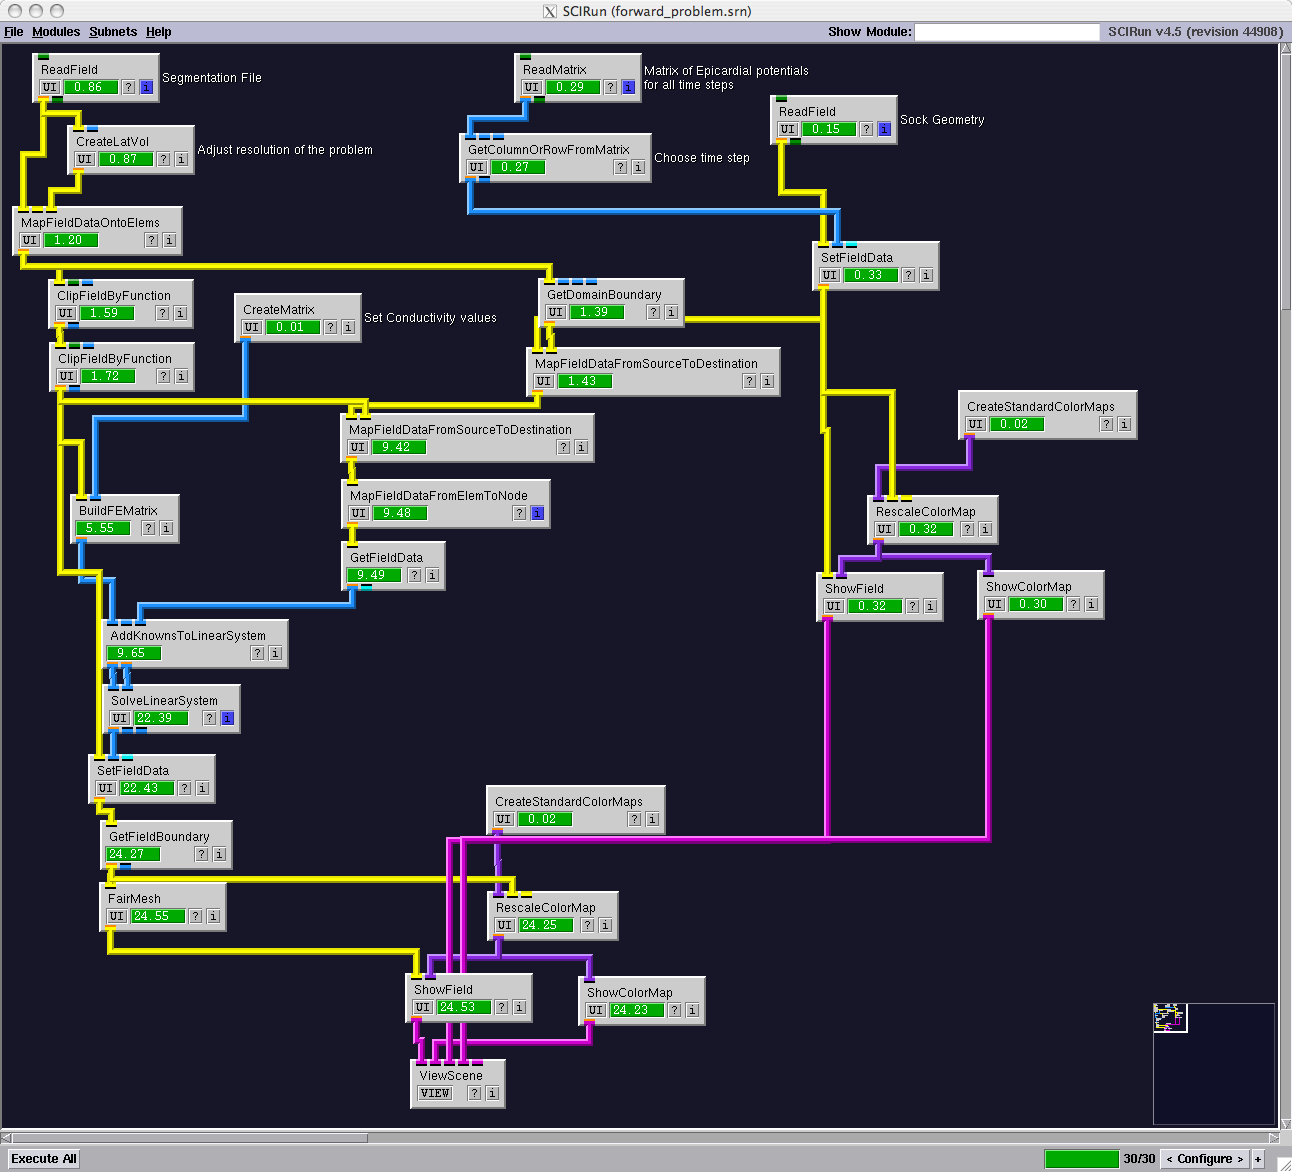 SCIRun (forward_problem.srn)
File Modules Subnets Help Show Module: SCIRun v4.5 (revision 44908)
ReadField
UI 0.86 ? i
Segmentation File
ReadMatrix
UI 0.29 ? i
Matrix of Epicardial potentials
for all time steps
ReadField
UI 0.15 ? i
Sock Geometry
CreateLatVol
UI 0.87 ? i
Adjust resolution of the problem
GetColumnOrRowFromMatrix
UI 0.27 ? i
Choose time step
MapFieldDataOntoElems
UI 1.20 ? i
SetFieldData
UI 0.33 ? i
ClipFieldByFunction
UI 1.59 ? i
CreateMatrix
UI 0.01 ? i
Set Conductivity values
GetDomainBoundary
UI 1.39 ? i
ClipFieldByFunction
UI 1.72 ? i
MapFieldDataFromSourceToDestination
UI 1.43 ? i
CreateStandardColorMaps
UI 0.02 ? i
MapFieldDataFromSourceToDestination
UI 9.42 ? i
MapFieldDataFromElemToNode
UI 9.48 ? i
BuildFEMatrix
5.55 ? i
RescaleColorMap
UI 0.32 ? i
GetFieldData
9.49 ? i
ShowField
UI 0.32 ? i
ShowColorMap
UI 0.30 ? i
AddKnownsToLinearSystem
9.65 ? i
SolveLinearSystem
UI 22.39 ? i
SetFieldData
UI 22.43 ? i
CreateStandardColorMaps
UI 0.02 ? i
GetFieldBoundary
24.27 ? i
FairMesh
UI 24.55 ? i
RescaleColorMap
UI 24.25 ? i
ShowField
UI 24.53 ? i
ShowColorMap
UI 24.23 ? i
ViewScene
VIEW ? i
Execute All 30/30 < Configure > +